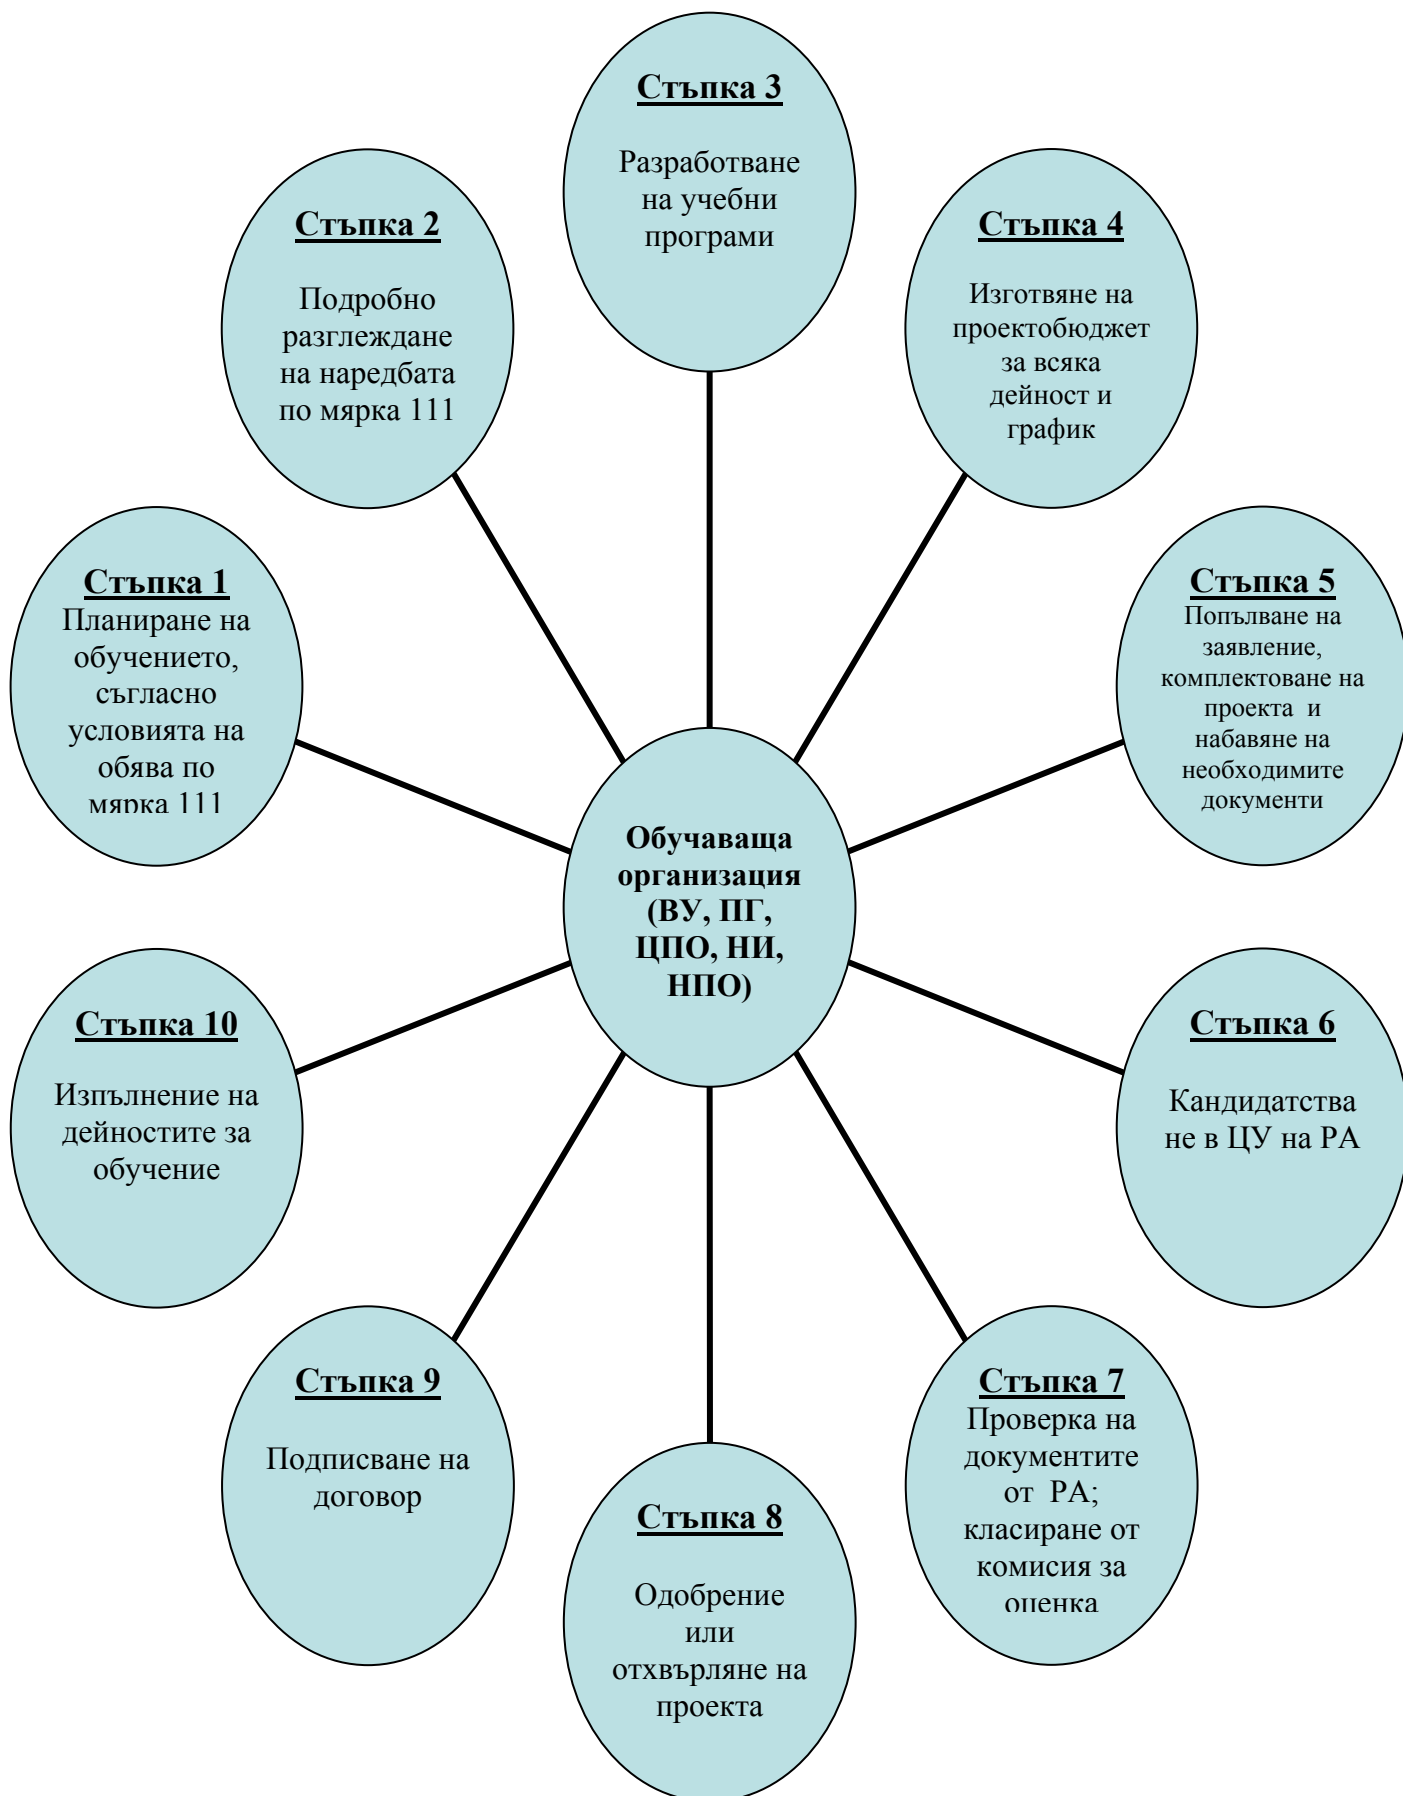 Стъпка 1
Планиране на
обучението,
съгласно
условията на
обява по
мярка 111
Стъпка 2
Подробно
разглеждане
на наредбата
по мярка 111
Стъпка 3
Разработване
на учебни
програми
Стъпка 4
Изготвяне на
проектобюджет
за всяка
дейност и
график
Стъпка 5
Попълване на
заявление,
комплектоване на
проекта и
набавяне на
необходимите
документи
Стъпка 6
Кандидатства
не в ЦУ на РА
Стъпка 7
Проверка на
документите
от РА;
класиране от
комисия за
оценка
Стъпка 8
Одобрение
или
отхвърляне на
проекта
Стъпка 9
Подписване на
договор
Стъпка 10
Изпълнение на
дейностите за
обучение
Обучаваща
организация
(ВУ, ПГ,
ЦПО, НИ,
НПО)